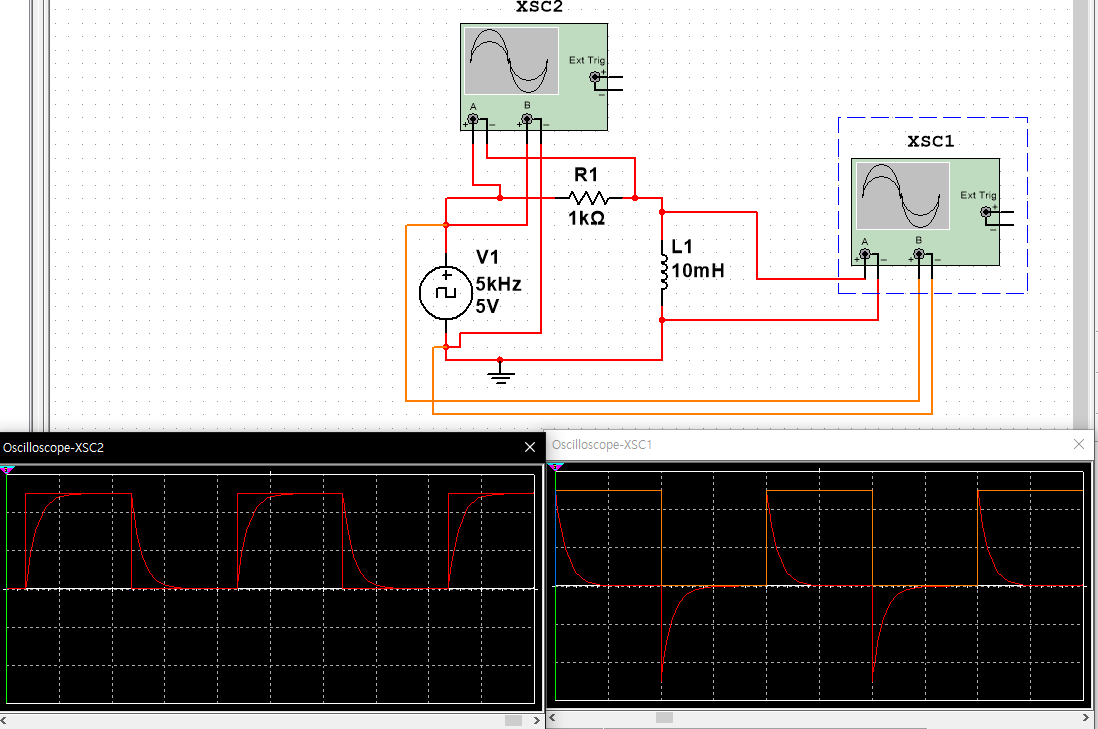 XSC2
Ext Trig
+
−
A
B
+
−
+
−
XSC1
R1
Ext Trig
+
−
1kΩ
A
B
+
−
+
−
V1
L1
+
5kHz
10mH
5V
Oscilloscope-XSC2
Oscilloscope-XSC1